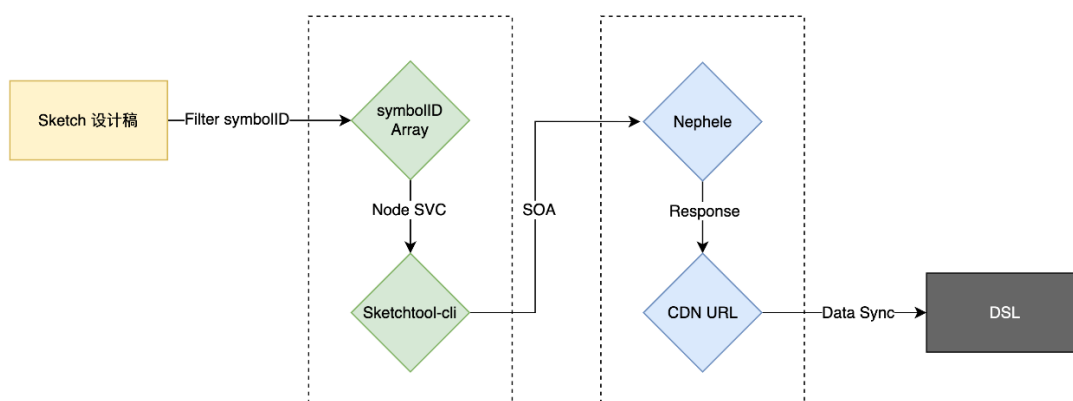 Sketch 设计稿
Filter symbolID
symbolID
Array
Node SVC
Sketchtool-cli
SOA
Nephele
Response
CDN URL
Data Sync
DSL